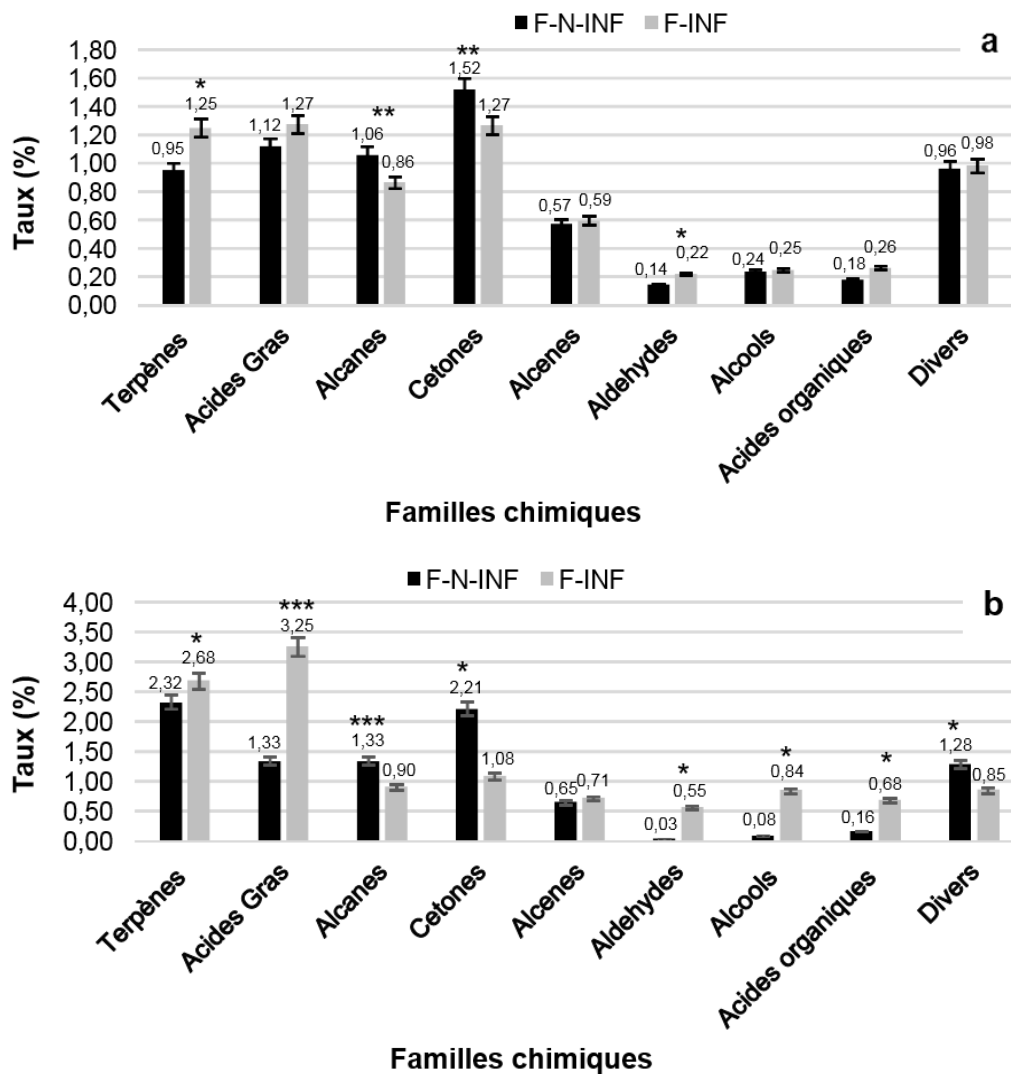 F-N-INF F-INF
a
Taux (%)
1,80
1,60
1,40
1,20
1,00
0,80
0,60
0,40
0,20
0,00
* ** ** *
0,95 1,25 1,12 1,27 1,06 0,86 1,52 1,27 0,57 0,59 0,14 0,22 0,24 0,25 0,18 0,26 0,96 0,98
Terpènes Acides Gras Alcanes Cetones Alcenes Aldehydes Alcools Acides organiques Divers
Familles chimiques
F-N-INF F-INF
b
Taux (%)
4,00
3,50
3,00
2,50
2,00
1,50
1,00
0,50
0,00
* *** *** * * * * *
2,32 2,68 1,33 3,25 1,33 0,90 2,21 1,08 0,65 0,71 0,03 0,55 0,08 0,84 0,16 0,68 1,28 0,85
Terpènes Acides Gras Alcanes Cetones Alcenes Aldehydes Alcools Acides organiques Divers
Familles chimiques